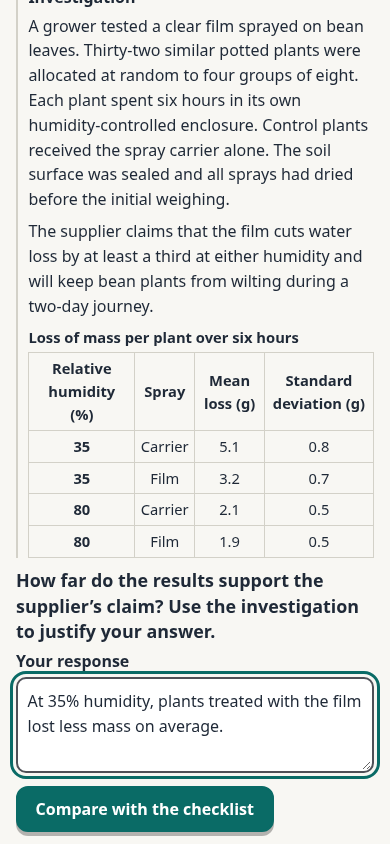 Investigation
A grower tested a clear film sprayed on bean
leaves. Thirty-two similar potted plants were
allocated at random to four groups of eight.
Each plant spent six hours in its own
humidity-controlled enclosure. Control plants
received the spray carrier alone. The soil
surface was sealed and all sprays had dried
before the initial weighing.
The supplier claims that the film cuts water
loss by at least a third at either humidity and
will keep bean plants from wilting during a
two-day journey.
Loss of mass per plant over six hours
Relative humidity (%) Spray Mean loss (g) Standard deviation (g)
35 Carrier 5.1 0.8
35 Film 3.2 0.7
80 Carrier 2.1 0.5
80 Film 1.9 0.5
How far do the results support the
supplier’s claim? Use the investigation
to justify your answer.
Your response
At 35% humidity, plants treated with the film
lost less mass on average.
Compare with the checklist